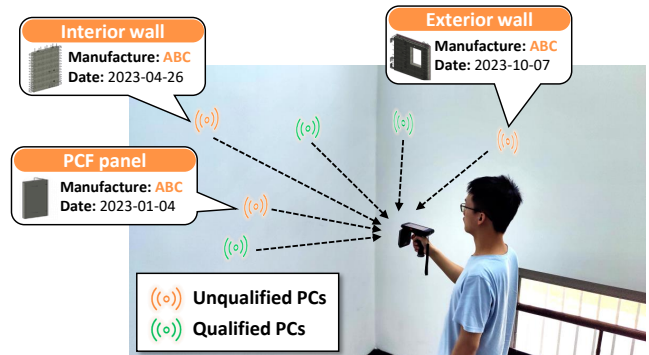 Interior wall
Manufacture: ABC
Date: 2023-04-26
Exterior wall
Manufacture: ABC
Date: 2023-10-07
PCF panel
Manufacture: ABC
Date: 2023-01-04
Unqualified PCs
Qualified PCs